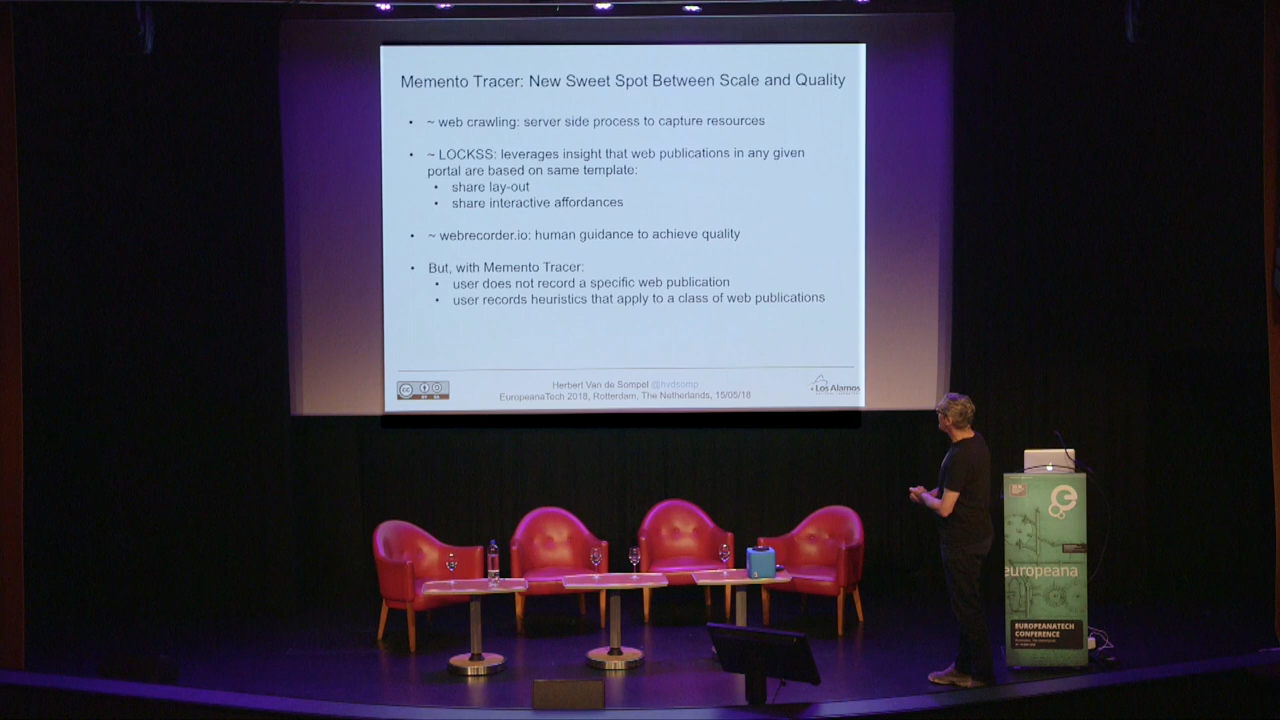 Memento Tracer: New Sweet Spot Between Scale and Quality
• ~ web crawling: server side process to capture resources
• ~ LOCKSS: leverages insight that web publications in any given
portal are based on same template:
• share lay-out
• share interactive affordances
• ~ webrecorder.io: human guidance to achieve quality
• But, with Memento Tracer:
• user does not record a specific web publication
• user records heuristics that apply to a class of web publications
Herbert Van de Sompel @hvdsomp
EuropeanaTech 2018, Rotterdam, The Netherlands, 15/05/18
cc
BY
Los Alamos
europeana
EUROPEANATECH
CONFERENCE